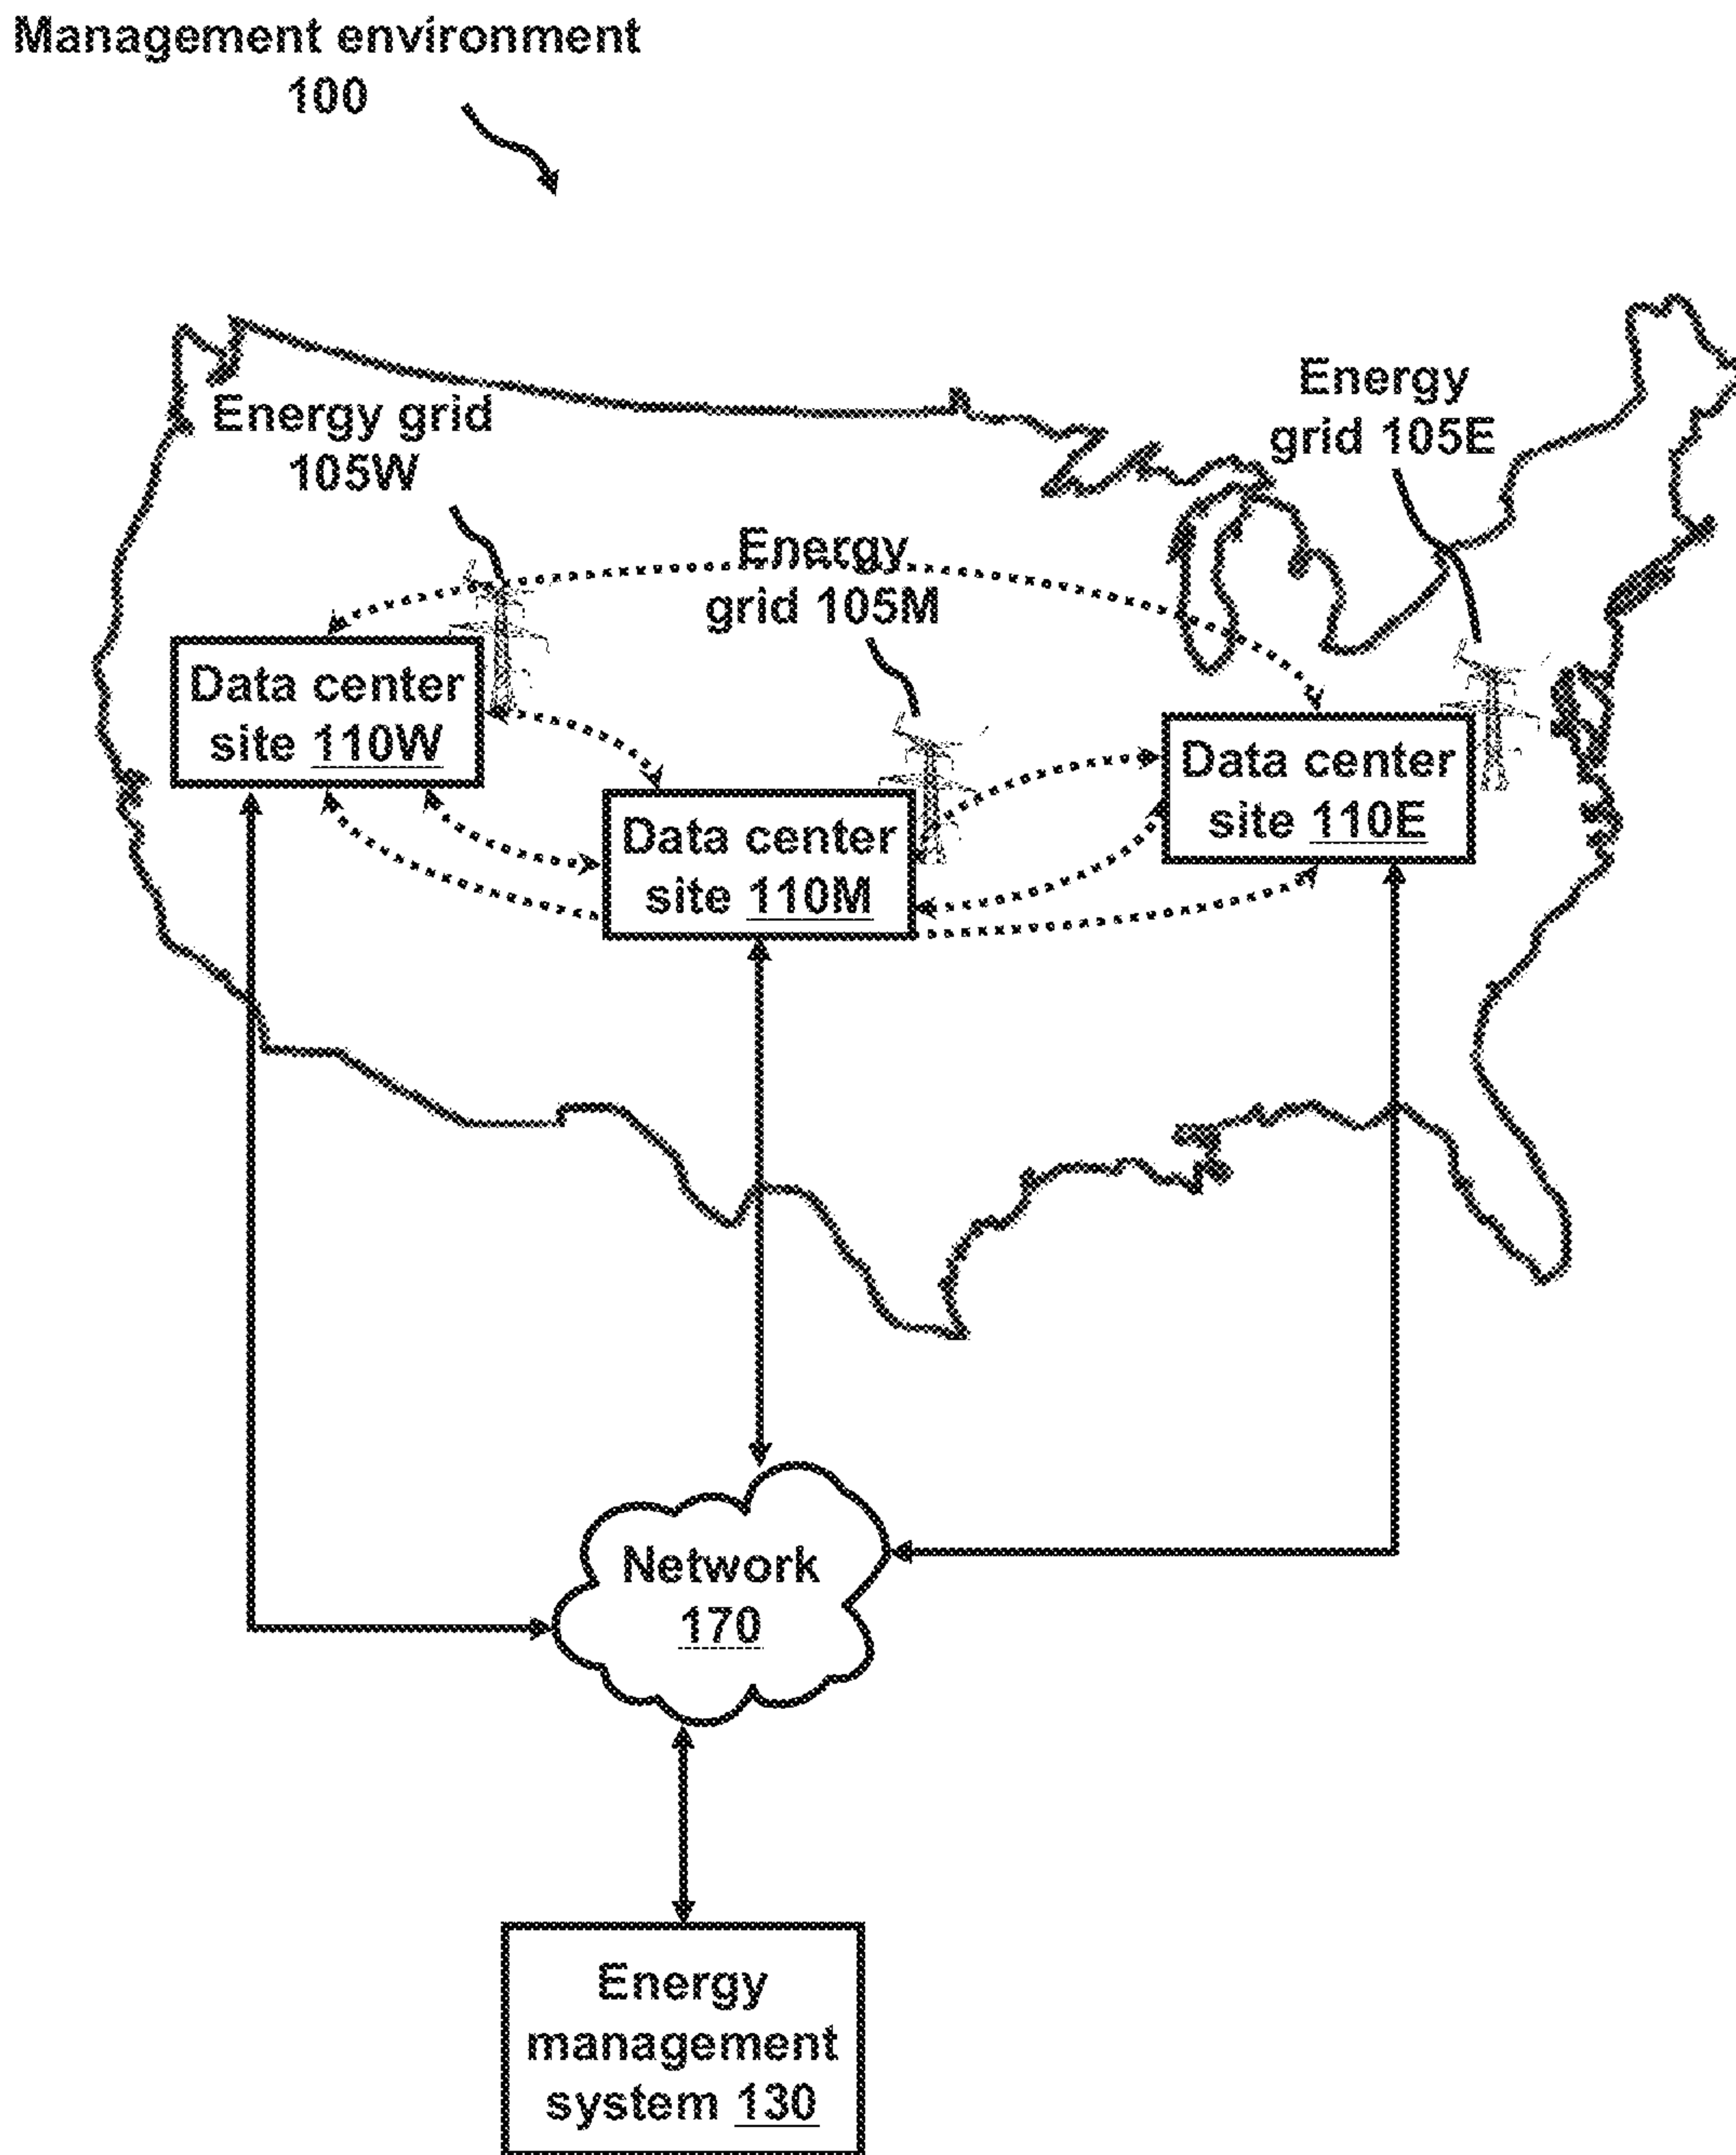 Management environment
100
Energy grid
105W
Energy
grid 105E
Energy
grid 105M
Data center
site 110W
Data center
site 110M
Data center
site 110E
Network
170
Energy
management
system 130